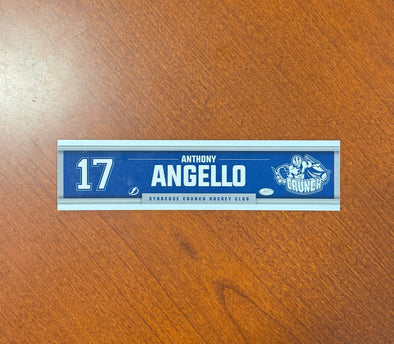 17
ANTHONY
ANGELLO
SYRACUSE CRUNCH HOCKEY CLUB
CRUNCH